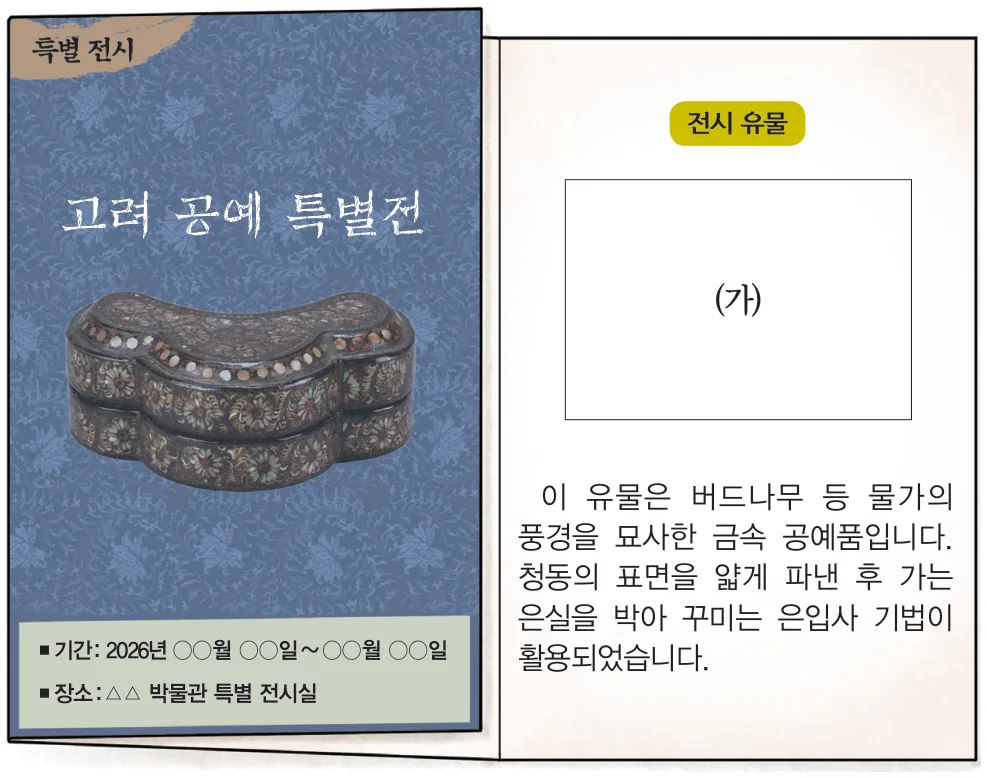 특별 전시
고려 공예 특별전
■ 기간: 2026년 ○○월 ○○일~○○월 ○○일
■ 장소: △△ 박물관 특별 전시실
전시 유물
(가)
이 유물은 버드나무 등 물가의
풍경을 묘사한 금속 공예품입니다.
청동의 표면을 얇게 파낸 후 가는
은실을 박아 꾸미는 은입사 기법이
활용되었습니다.